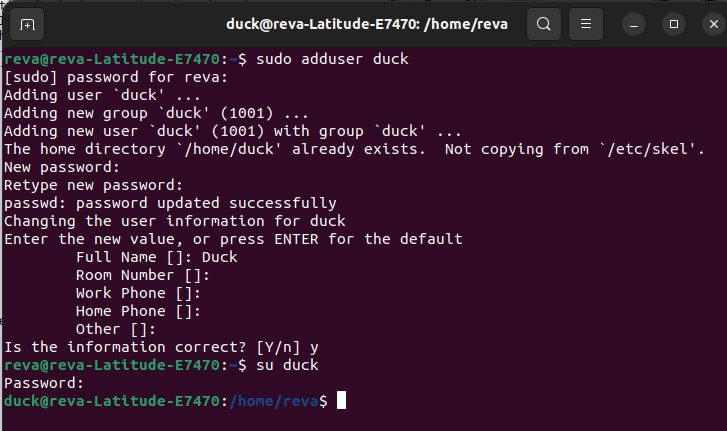 duck@reva-Latitude-E7470: /home/reva
reva@reva-Latitude-E7470:~$ sudo adduser duck
[sudo] password for reva:
Adding user `duck' ...
Adding new group `duck' (1001) ...
Adding new user `duck' (1001) with group `duck' ...
The home directory `/home/duck' already exists.  Not copying from `/etc/skel'.
New password:
Retype new password:
passwd: password updated successfully
Changing the user information for duck
Enter the new value, or press ENTER for the default
        Full Name []: Duck
        Room Number []:
        Work Phone []:
        Home Phone []:
        Other []:
Is the information correct? [Y/n] y
reva@reva-Latitude-E7470:~$ su duck
Password:
duck@reva-Latitude-E7470:/home/reva$